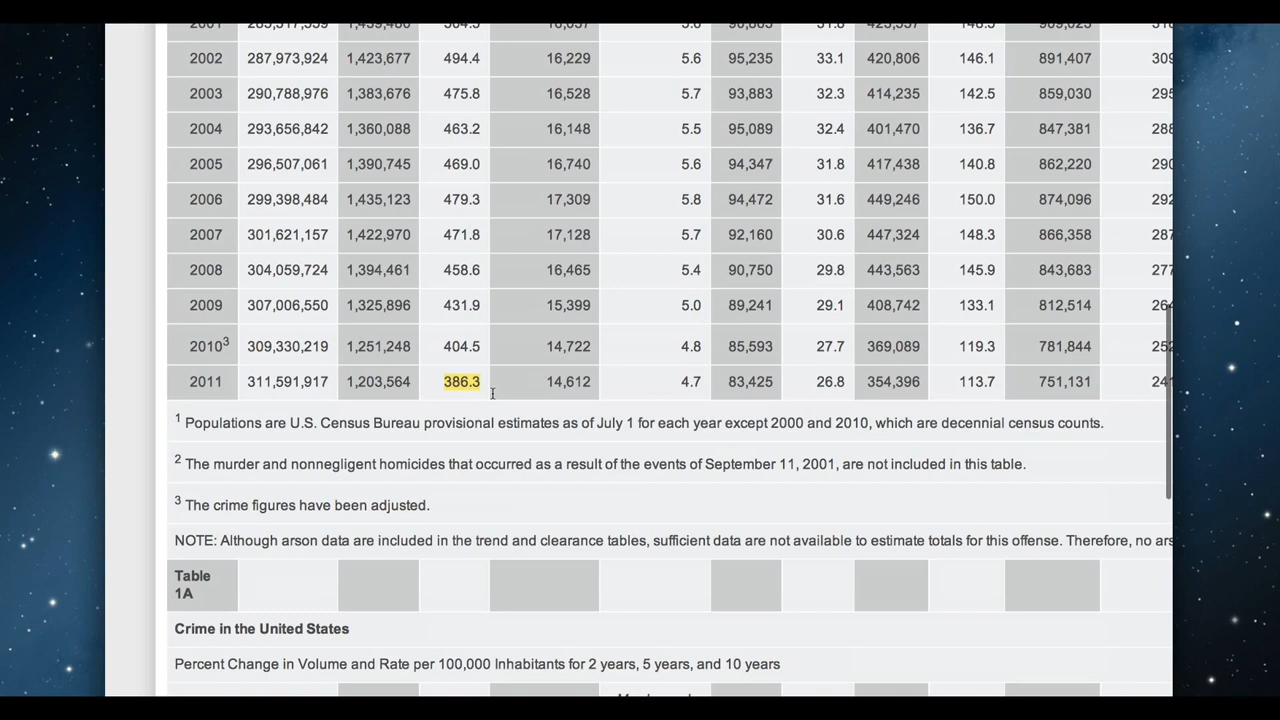 2002 287,973,924 1,423,677 494.4 16,229 5.6 95,235 33.1 420,806 146.1 891,407 309
2003 290,788,976 1,383,676 475.8 16,528 5.7 93,883 32.3 414,235 142.5 859,030 295
2004 293,656,842 1,360,088 463.2 16,148 5.5 95,089 32.4 401,470 136.7 847,381 288
2005 296,507,061 1,390,745 469.0 16,740 5.6 94,347 31.8 417,438 140.8 862,220 290
2006 299,398,484 1,435,123 479.3 17,309 5.8 94,472 31.6 449,246 150.0 874,096 292
2007 301,621,157 1,422,970 471.8 17,128 5.7 92,160 30.6 447,324 148.3 866,358 287
2008 304,059,724 1,394,461 458.6 16,465 5.4 90,750 29.8 443,563 145.9 843,683 277
2009 307,006,550 1,325,896 431.9 15,399 5.0 89,241 29.1 408,742 133.1 812,514 264
2010³ 309,330,219 1,251,248 404.5 14,722 4.8 85,593 27.7 369,089 119.3 781,844 252
2011 311,591,917 1,203,564 386.3 14,612 4.7 83,425 26.8 354,396 113.7 751,131 241
¹ Populations are U.S. Census Bureau provisional estimates as of July 1 for each year except 2000 and 2010, which are decennial census counts.
² The murder and nonnegligent homicides that occurred as a result of the events of September 11, 2001, are not included in this table.
³ The crime figures have been adjusted.
NOTE: Although arson data are included in the trend and clearance tables, sufficient data are not available to estimate totals for this offense. Therefore, no ars
Table
1A
Crime in the United States
Percent Change in Volume and Rate per 100,000 Inhabitants for 2 years, 5 years, and 10 years